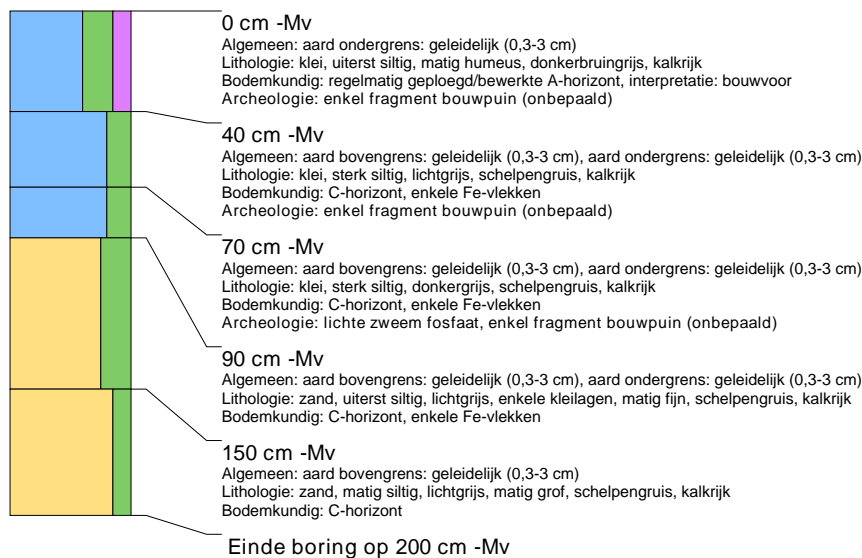 0 cm -Mv
Algemeen: aard ondergrens: geleidelijk (0,3-3 cm)
Lithologie: klei, uiterst siltig, matig humeus, donkerbruingrijs, kalkrijk
Bodemkundig: regelmatig geploegd/bewerkte A-horizont, interpretatie: bouwvoor
Archeologie: enkel fragment bouwpuin (onbepaald)
40 cm -Mv
Algemeen: aard bovengrens: geleidelijk (0,3-3 cm), aard ondergrens: geleidelijk (0,3-3 cm)
Lithologie: klei, sterk siltig, lichtgrijs, schelpengruis, kalkrijk
Bodemkundig: C-horizont, enkele Fe-vlekken
Archeologie: enkel fragment bouwpuin (onbepaald)
70 cm -Mv
Algemeen: aard bovengrens: geleidelijk (0,3-3 cm), aard ondergrens: geleidelijk (0,3-3 cm)
Lithologie: klei, sterk siltig, donkergrijs, schelpengruis, kalkrijk
Bodemkundig: C-horizont, enkele Fe-vlekken
Archeologie: lichte zweem fosfaat, enkel fragment bouwpuin (onbepaald)
90 cm -Mv
Algemeen: aard bovengrens: geleidelijk (0,3-3 cm), aard ondergrens: geleidelijk (0,3-3 cm)
Lithologie: zand, uiterst siltig, lichtgrijs, enkele kleilagen, matig fijn, schelpengruis, kalkrijk
Bodemkundig: C-horizont, enkele Fe-vlekken
150 cm -Mv
Algemeen: aard bovengrens: geleidelijk (0,3-3 cm)
Lithologie: zand, matig siltig, lichtgrijs, matig grof, schelpengruis, kalkrijk
Bodemkundig: C-horizont
Einde boring op 200 cm -Mv